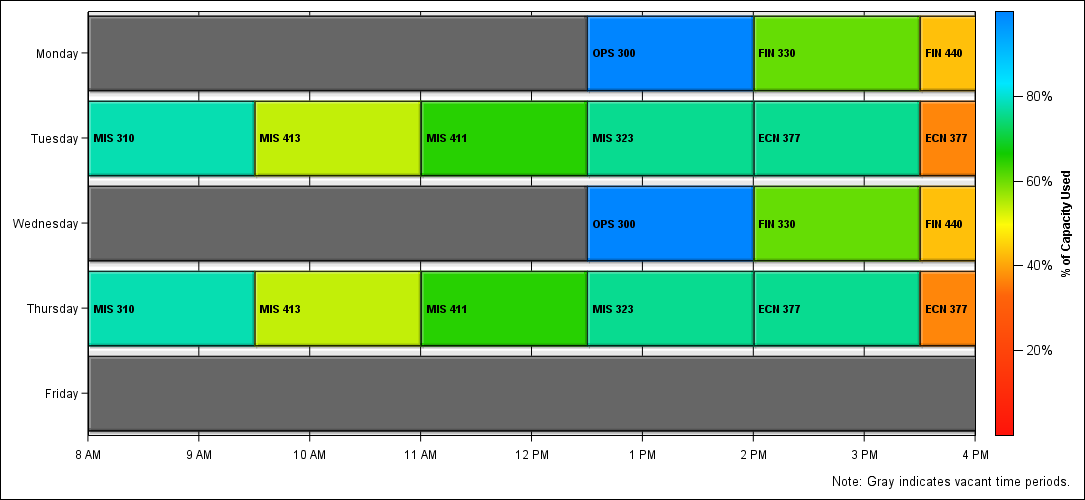 Monday
OPS 300
FIN 330
FIN 440
Tuesday
MIS 310
MIS 413
MIS 411
MIS 323
ECN 377
ECN 377
Wednesday
OPS 300
FIN 330
FIN 440
Thursday
MIS 310
MIS 413
MIS 411
MIS 323
ECN 377
ECN 377
Friday
8 AM
9 AM
10 AM
11 AM
12 PM
1 PM
2 PM
3 PM
4 PM
80%
60%
40%
20%
% of Capacity Used
Note: Gray indicates vacant time periods.